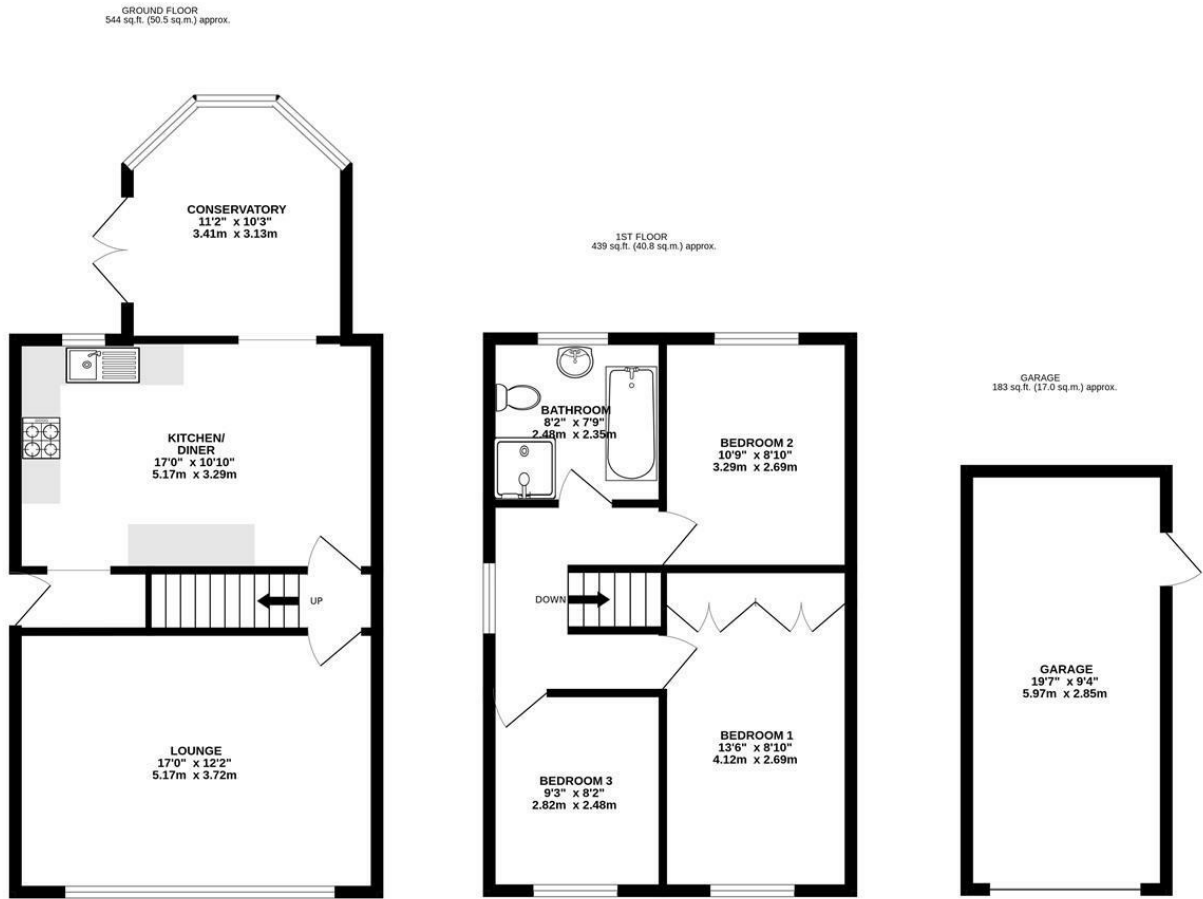 GROUND FLOOR
544 sq.ft. (50.5 sq.m.) approx.
CONSERVATORY
11'2" x 10'3"
3.41m x 3.13m
KITCHEN/
DINER
17'0" x 10'10"
5.17m x 3.29m
UP
LOUNGE
17'0" x 12'2"
5.17m x 3.72m
1ST FLOOR
439 sq.ft. (40.8 sq.m.) approx.
BATHROOM
8'2" x 7'9"
2.48m x 2.35m
BEDROOM 2
10'9" x 8'10"
3.29m x 2.69m
DOWN
BEDROOM 1
13'6" x 8'10"
4.12m x 2.69m
BEDROOM 3
9'3" x 8'2"
2.82m x 2.48m
GARAGE
183 sq.ft. (17.0 sq.m.) approx.
GARAGE
19'7" x 9'4"
5.97m x 2.85m